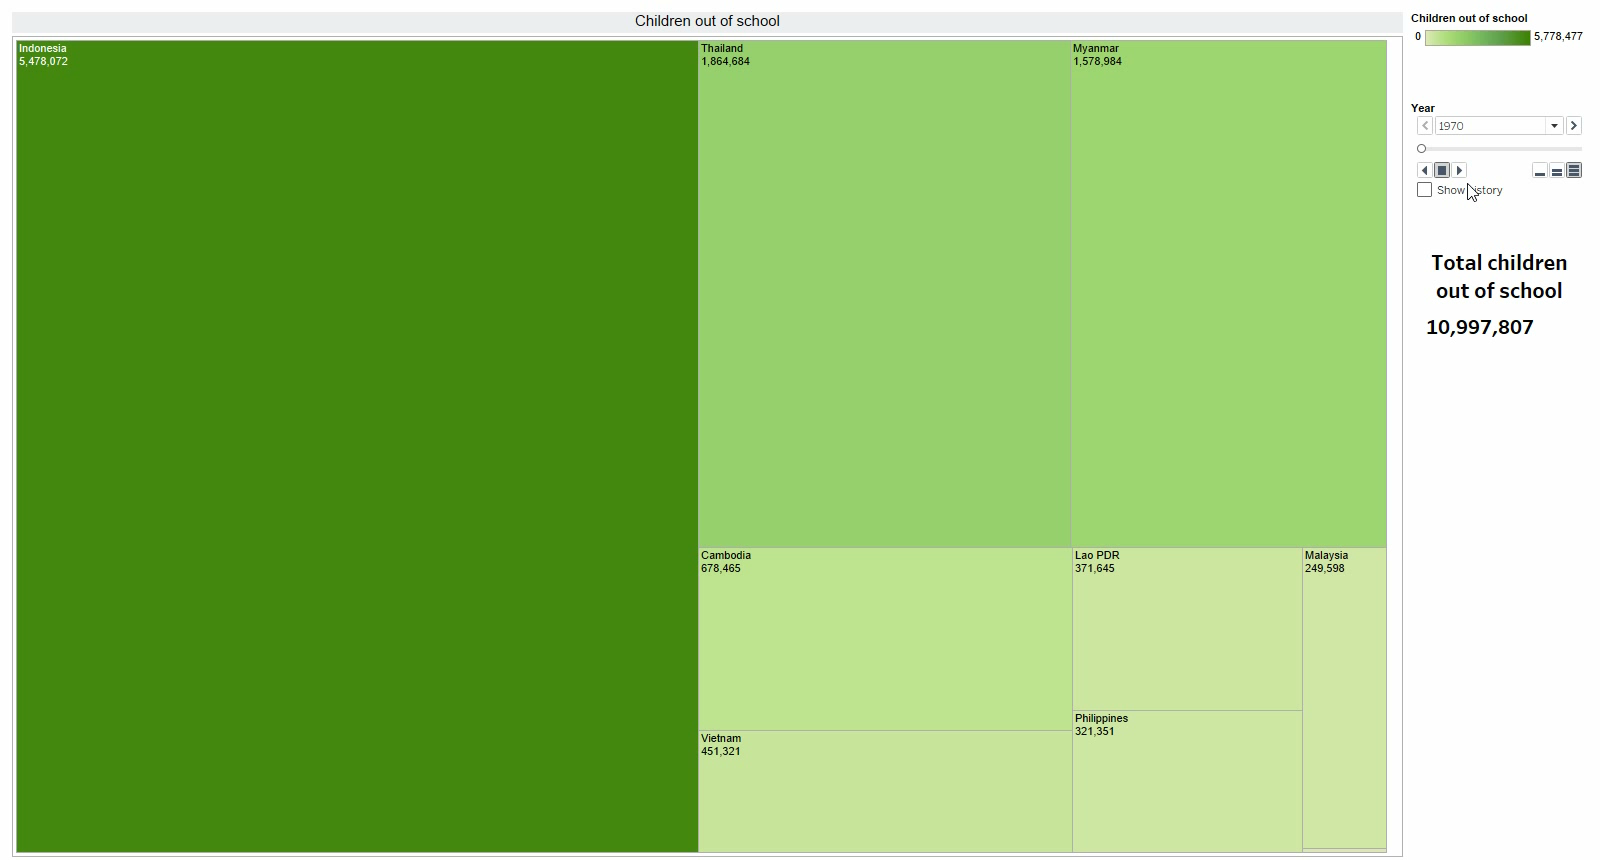 Children out of school
Indonesia
5,478,072
Thailand
1,864,684
Myanmar
1,578,984
Cambodia
678,465
Lao PDR
371,645
Malaysia
249,598
Philippines
321,351
Vietnam
451,321
Children out of school
0 5,778,477
Year
1970
Show istory
Total children
out of school
10,997,807